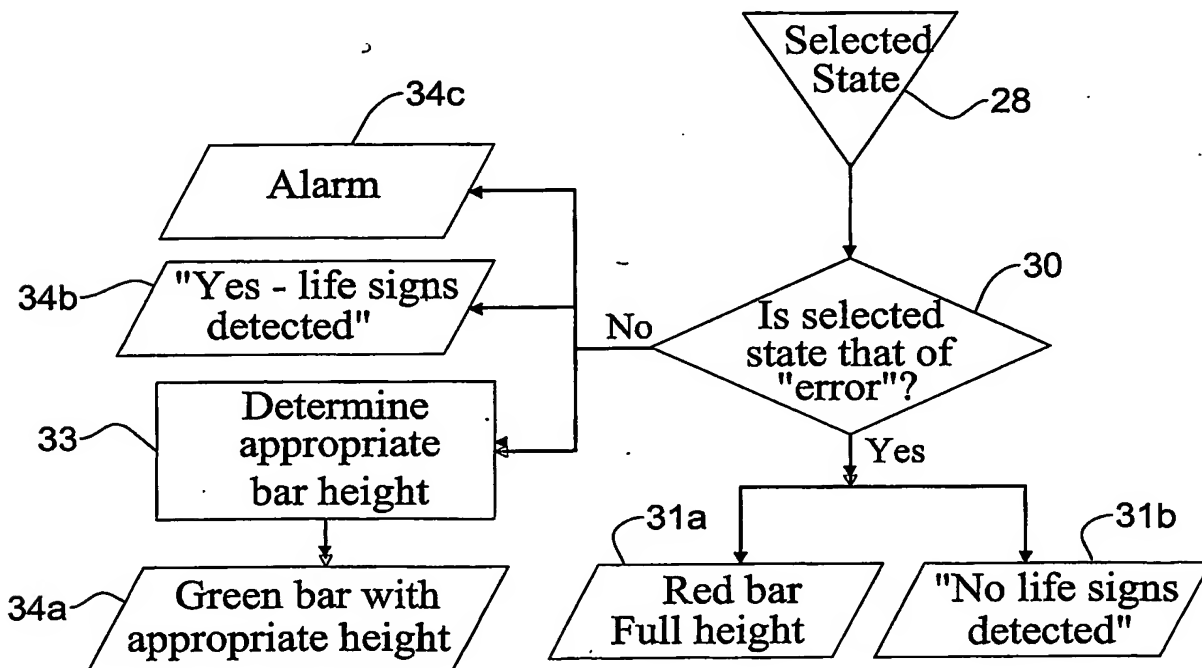 Selected
State
28
34c
Alarm
34b
"Yes - life signs
detected"
No
30
Is selected
state that of
"error"?
33
Determine
appropriate
bar height
Yes
34a
Green bar with
appropriate height
31a
Red bar
Full height
31b
"No life signs
detected"